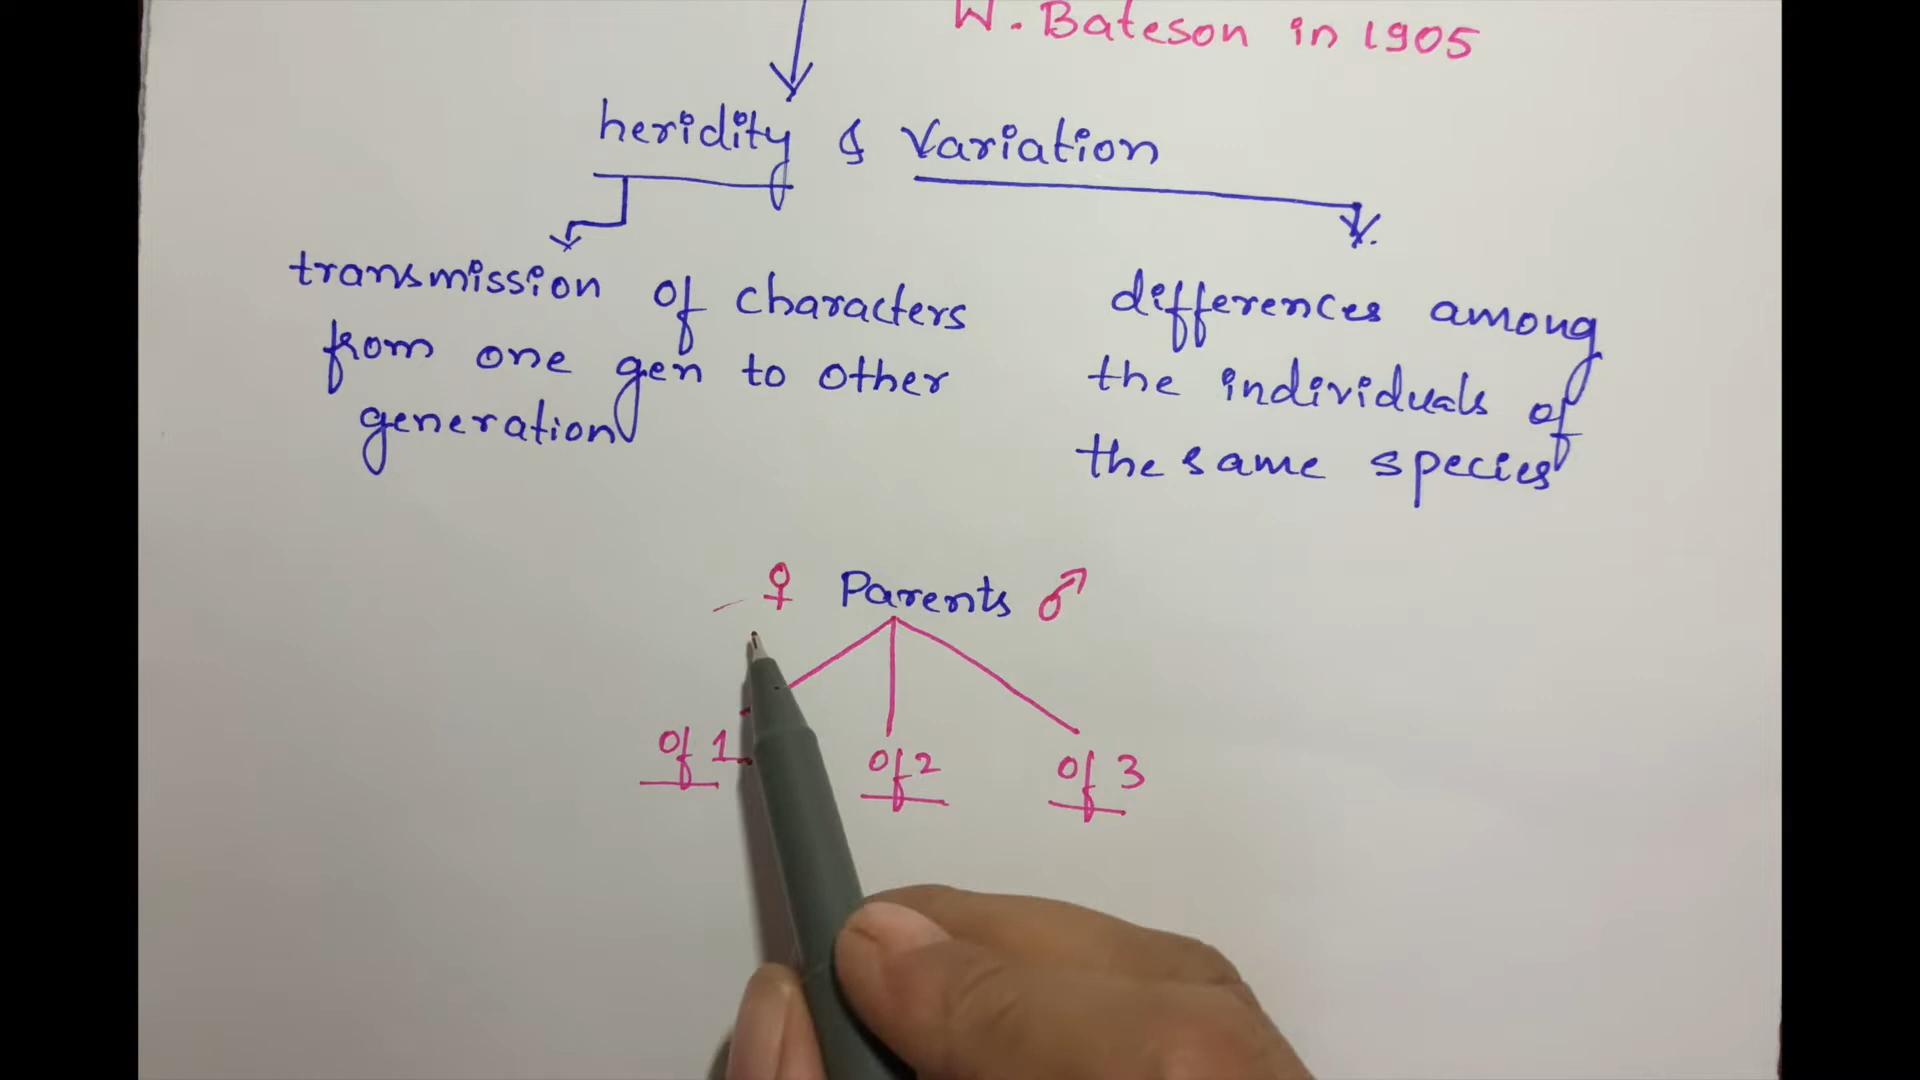 W. Bateson in 1905
heridity & Variation
transmission of characters
from one gen to other
generation
differences among
the individuals of
the same species
♀ Parents ♂
of 1
of 2
of 3